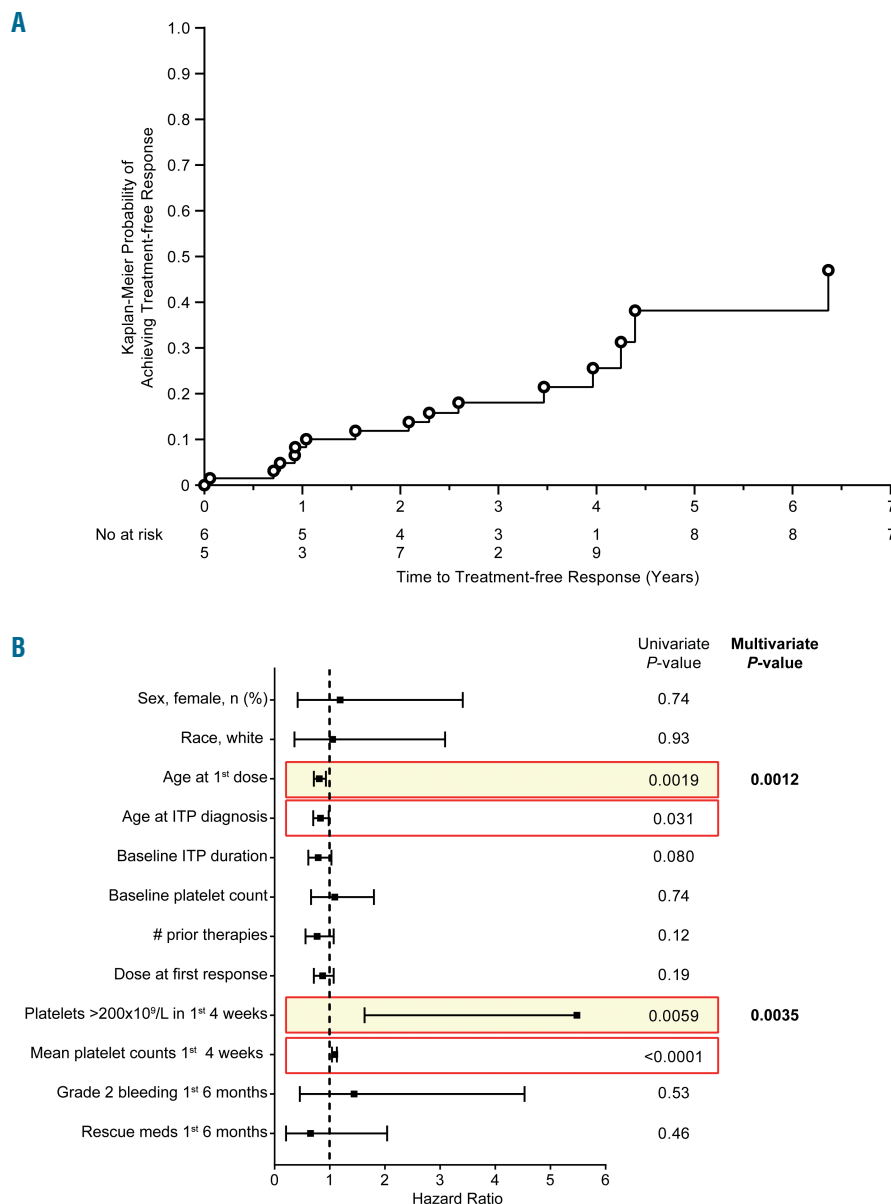 A
Kaplan-Meier Probability of
Achieving Treatment-free Response
1.0
0.9
0.8
0.7
0.6
0.5
0.4
0.3
0.2
0.1
0
0 1 2 3 4 5 6 7
No at risk 6 5 4 3 1 8 8 7
5 3 7 2 9
Time to Treatment-free Response (Years)
B
Univariate Multivariate
P-value P-value
Sex, female, n (%) 0.74
Race, white 0.93
Age at 1st dose 0.0019 0.0012
Age at ITP diagnosis 0.031
Baseline ITP duration 0.080
Baseline platelet count 0.74
# prior therapies 0.12
Dose at first response 0.19
Platelets >200x10⁹/L in 1st 4 weeks 0.0059 0.0035
Mean platelet counts 1st 4 weeks <0.0001
Grade 2 bleeding 1st 6 months 0.53
Rescue meds 1st 6 months 0.46
0 1 2 3 4 5 6
Hazard Ratio